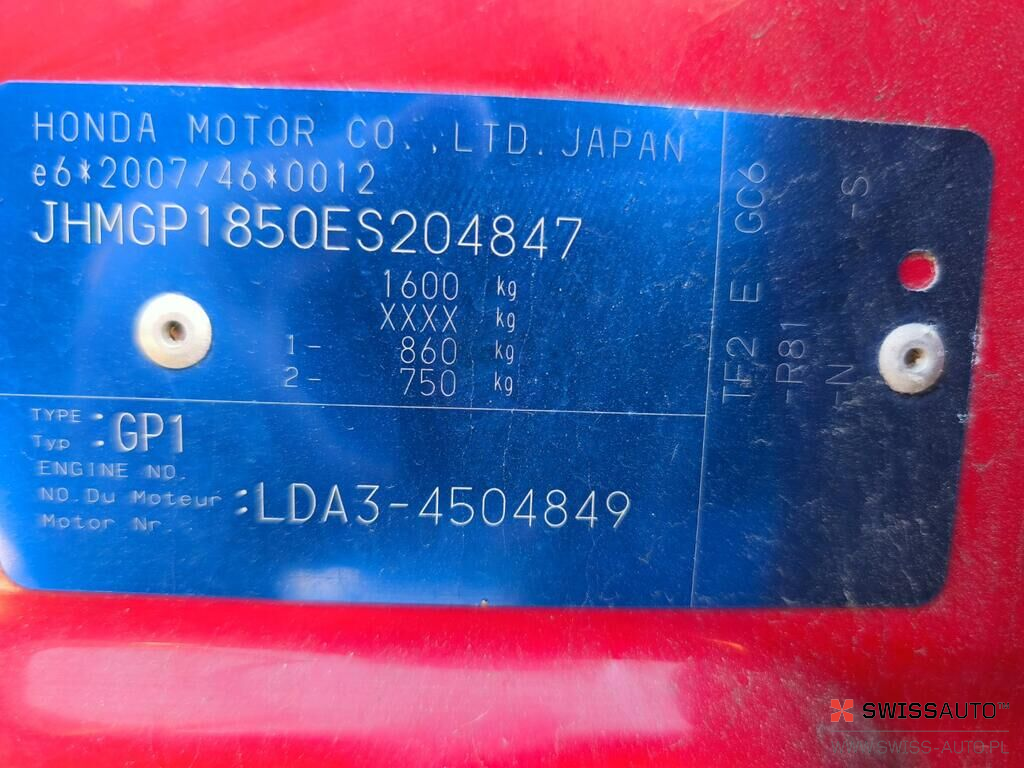 HONDA MOTOR CO.,LTD.JAPAN
e6*2007/46*0012
JHMGP1850ES204847
1600 kg
XXXX kg
1- 860 kg
2- 750 kg
TYPE
Typ :GP1
ENGINE NO.
NO.Du Moteur :LDA3-4504849
Motor Nr
TF2 E GC6
-R81
-N -S
SWISSAUTO
WWW.SWISS-AUTO.PL